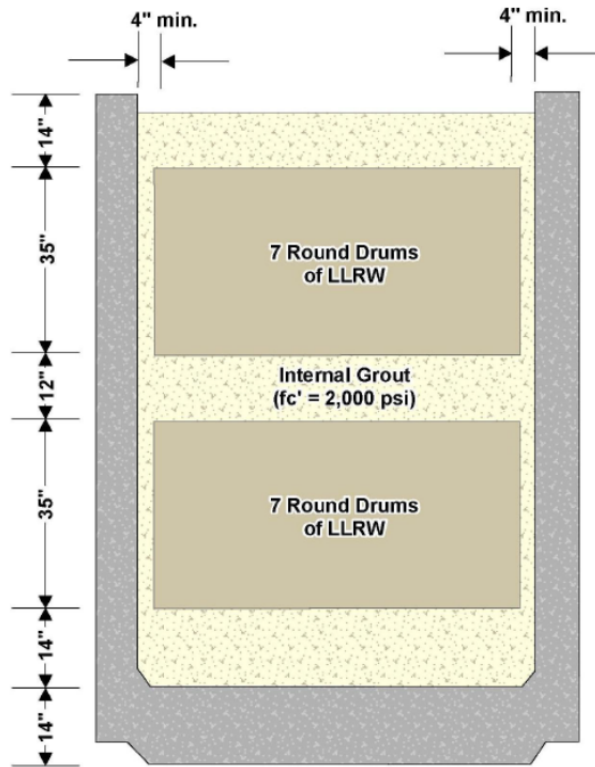 4" min.
4" min.
14"
35"
7 Round Drums
of LLRW
12"
Internal Grout
(fc' = 2,000 psi)
35"
7 Round Drums
of LLRW
14"
14"